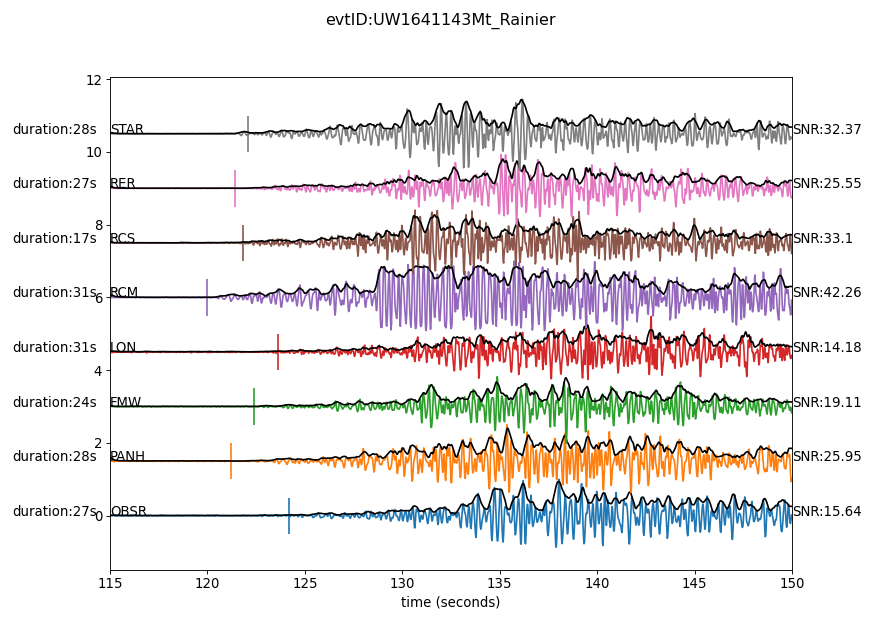 evtID:UW1641143Mt_Rainier
12
duration:28s STAR SNR:32.37
10
duration:27s RER SNR:25.55
8
duration:17s RCS SNR:33.1
duration:31s RCM SNR:42.26
6
duration:31s LON SNR:14.18
4
duration:24s FMW SNR:19.11
2
duration:28s PANH SNR:25.95
duration:27s OBSR SNR:15.64
0
115 120 125 130 135 140 145 150
time (seconds)